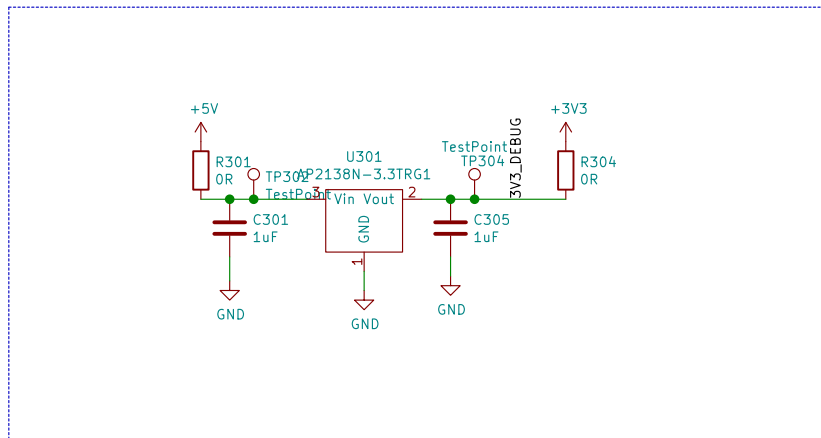 +5V
+3V3
R301
0R
TP302
TestPoint
U301
AP2138N-3.3TRG1
TestPoint
TP304
3V3_DEBUG
R304
0R
3
Vin
Vout
2
GND
1
C301
1uF
C305
1uF
GND
GND
GND